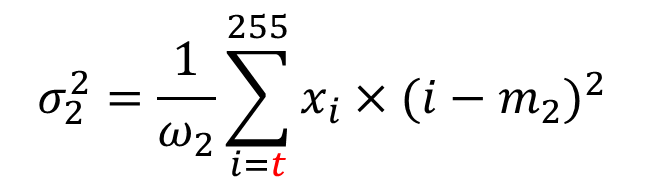 σ₂² = 1/ω₂ ∑_{i=t}^{255} xᵢ × (i − m₂)²